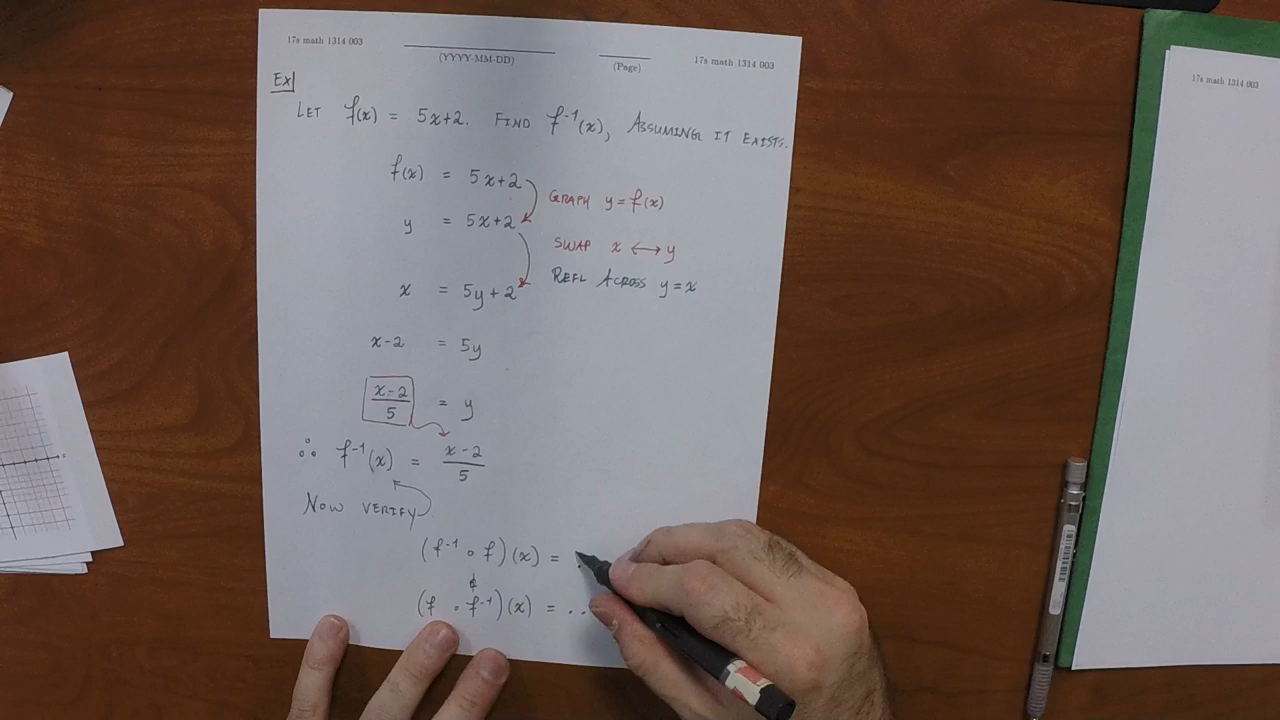 17s math 1314 003
(YYYY-MM-DD)
(Page)
17s math 1314 003
Ex
LET f(x) = 5x+2. FIND f⁻¹(x), ASSUMING IT EXISTS.
f(x) = 5x+2
GRAPH y=f(x)
y = 5x+2
SWAP x ↔ y
REFL ACROSS y=x
x = 5y+2
x-2 = 5y
x-2/5 = y
∴ f⁻¹(x) = x-2/5
NOW VERIFY
(f⁻¹ ∘ f)(x) =
&
(f ∘ f⁻¹)(x) = ..
17s math 1314 003